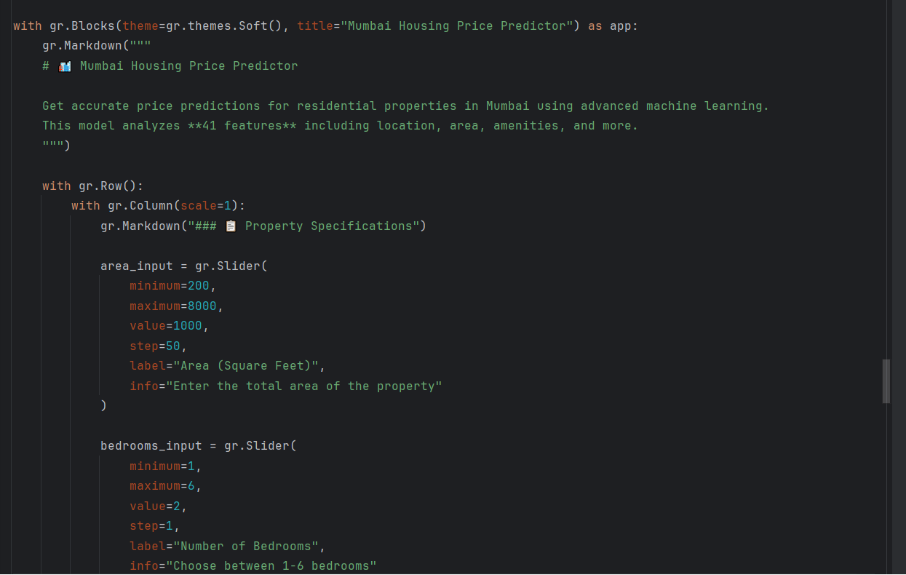 with gr.Blocks(theme=gr.themes.Soft(), title="Mumbai Housing Price Predictor") as app:
    gr.Markdown("""
    # 🏙️ Mumbai Housing Price Predictor

    Get accurate price predictions for residential properties in Mumbai using advanced machine learning.
    This model analyzes **41 features** including location, area, amenities, and more.
    """)

    with gr.Row():
        with gr.Column(scale=1):
            gr.Markdown("### 📋 Property Specifications")

            area_input = gr.Slider(
                minimum=200,
                maximum=8000,
                value=1000,
                step=50,
                label="Area (Square Feet)",
                info="Enter the total area of the property"
            )

            bedrooms_input = gr.Slider(
                minimum=1,
                maximum=6,
                value=2,
                step=1,
                label="Number of Bedrooms",
                info="Choose between 1-6 bedrooms"